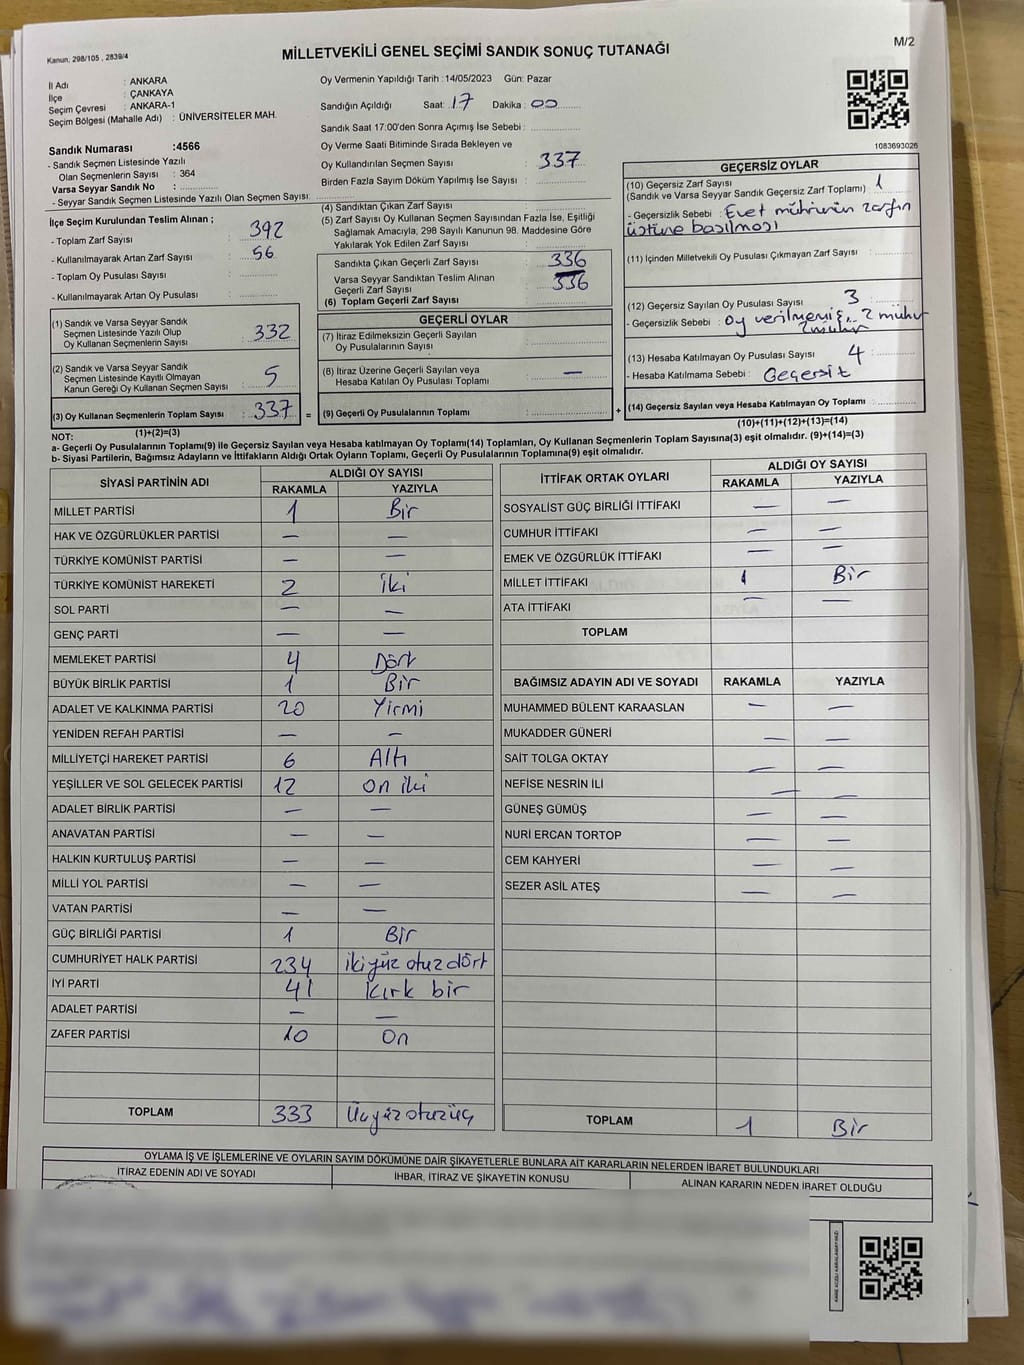 Kanun, 298/105 , 2839/4
MİLLETVEKİLİ GENEL SEÇİMİ SANDIK SONUÇ TUTANAĞI
M/2
İl Adı : ANKARA
İlçe : ÇANKAYA
Seçim Çevresi : ANKARA-1
Seçim Bölgesi (Mahalle Adı) : ÜNİVERSİTELER MAH.
Sandık Numarası :4566
- Sandık Seçmen Listesinde Yazılı
Olan Seçmenlerin Sayısı : 364
Varsa Seyyar Sandık No :
- Seyyar Sandık Seçmen Listesinde Yazılı Olan Seçmen Sayısı:
Oy Vermenin Yapıldığı Tarih :14/05/2023 Gün: Pazar
Sandığın Açıldığı Saat: 17 Dakika : 00
Sandık Saat 17:00'den Sonra Açımış İse Sebebi :
Oy Verme Saati Bitiminde Sırada Bekleyen ve
Oy Kullandırılan Seçmen Sayısı : 337
Birden Fazla Sayım Döküm Yapılmış İse Sayısı :
1083693026
İlçe Seçim Kurulundan Teslim Alınan ;
- Toplam Zarf Sayısı : 392
- Kullanılmayarak Artan Zarf Sayısı : 56
- Toplam Oy Pusulası Sayısı :
- Kullanılmayarak Artan Oy Pusulası :
(1) Sandık ve Varsa Seyyar Sandık
Seçmen Listesinde Yazılı Olup
Oy Kullanan Seçmenlerin Sayısı : 332
(2) Sandık ve Varsa Seyyar Sandık
Seçmen Listesinde Kayıtlı Olmayan
Kanun Gereği Oy Kullanan Seçmen Sayısı : 5
(3) Oy Kullanan Seçmenlerin Toplam Sayısı : 337 =
(1)+(2)=(3)
(4) Sandıktan Çıkan Zarf Sayısı :
(5) Zarf Sayısı Oy Kullanan Seçmen Sayısından Fazla İse, Eşitliği
Sağlamak Amacıyla, 298 Sayılı Kanunun 98. Maddesine Göre
Yakılarak Yok Edilen Zarf Sayısı :
Sandıkta Çıkan Geçerli Zarf Sayısı : 336
Varsa Seyyar Sandıktan Teslim Alınan
Geçerli Zarf Sayısı : 336
(6) Toplam Geçerli Zarf Sayısı :
GEÇERLİ OYLAR
(7) İtiraz Edilmeksizin Geçerli Sayılan
Oy Pusulalarının Sayısı :
(8) İtiraz Üzerine Geçerli Sayılan veya
Hesaba Katılan Oy Pusulası Toplamı : —
(9) Geçerli Oy Pusulalarının Toplamı : +
GEÇERSİZ OYLAR
(10) Geçersiz Zarf Sayısı : 1
(Sandık ve Varsa Seyyar Sandık Geçersiz Zarf Toplamı)
- Geçersizlik Sebebi : Evet mührünün zarfın
üstüne basılması
(11) İçinden Milletvekili Oy Pusulası Çıkmayan Zarf Sayısı :
(12) Geçersiz Sayılan Oy Pusulası Sayısı : 3
- Geçersizlik Sebebi : Oy verilmemiş, 2 mühür
2 mühür
(13) Hesaba Katılmayan Oy Pusulası Sayısı : 4
- Hesaba Katılmama Sebebi : Geçersiz
(14) Geçersiz Sayılan veya Hesaba Katılmayan Oy Toplamı :
(10)+(11)+(12)+(13)=(14)
NOT:
a- Geçerli Oy Pusulalarının Toplamı(9) ile Geçersiz Sayılan veya Hesaba katılmayan Oy Toplamı(14) Toplamları, Oy Kullanan Seçmenlerin Toplam Sayısına(3) eşit olmalıdır. (9)+(14)=(3)
b- Siyasi Partilerin, Bağımsız Adayların ve İttifakların Aldığı Ortak Oyların Toplamı, Geçerli Oy Pusulalarının Toplamına(9) eşit olmalıdır.
SİYASİ PARTİNİN ADI ALDIĞI OY SAYISI
RAKAMLA YAZIYLA
MİLLET PARTİSİ 1 Bir
HAK VE ÖZGÜRLÜKLER PARTİSİ — —
TÜRKİYE KOMÜNİST PARTİSİ — —
TÜRKİYE KOMÜNİST HAREKETİ 2 iki
SOL PARTİ — —
GENÇ PARTİ — —
MEMLEKET PARTİSİ 4 Dört
BÜYÜK BİRLİK PARTİSİ 1 Bir
ADALET VE KALKINMA PARTİSİ 20 Yirmi
YENİDEN REFAH PARTİSİ — —
MİLLİYETÇİ HAREKET PARTİSİ 6 Altı
YEŞİLLER VE SOL GELECEK PARTİSİ 12 On iki
ADALET BİRLİK PARTİSİ — —
ANAVATAN PARTİSİ — —
HALKIN KURTULUŞ PARTİSİ — —
MİLLİ YOL PARTİSİ — —
VATAN PARTİSİ — —
GÜÇ BİRLİĞİ PARTİSİ 1 Bir
CUMHURİYET HALK PARTİSİ 234 ikiyüz otuz dört
İYİ PARTİ 41 kırk bir
ADALET PARTİSİ — —
ZAFER PARTİSİ 10 On
TOPLAM 333 Üçyüzotuzüç
İTTİFAK ORTAK OYLARI ALDIĞI OY SAYISI
RAKAMLA YAZIYLA
SOSYALİST GÜÇ BİRLİĞİ İTTİFAKI — —
CUMHUR İTTİFAKI — —
EMEK VE ÖZGÜRLÜK İTTİFAKI — —
MİLLET İTTİFAKI 1 Bir
ATA İTTİFAKI — —
TOPLAM
BAĞIMSIZ ADAYIN ADI VE SOYADI RAKAMLA YAZIYLA
MUHAMMED BÜLENT KARAASLAN — —
MUKADDER GÜNERİ — —
SAİT TOLGA OKTAY — —
NEFİSE NESRİN İLİ — —
GÜNEŞ GÜMÜŞ — —
NURİ ERCAN TORTOP — —
CEM KAHYERİ — —
SEZER ASİL ATEŞ — —
TOPLAM 1 Bir
OYLAMA İŞ VE İŞLEMLERİNE VE OYLARIN SAYIM DÖKÜMÜNE DAİR ŞİKAYETLERLE BUNLARA AİT KARARLARIN NELERDEN İBARET BULUNDUKLARI
İTİRAZ EDENİN ADI VE SOYADI İHBAR, İTİRAZ VE ŞİKAYETİN KONUSU ALINAN KARARIN NEDEN İBARET OLDUĞU